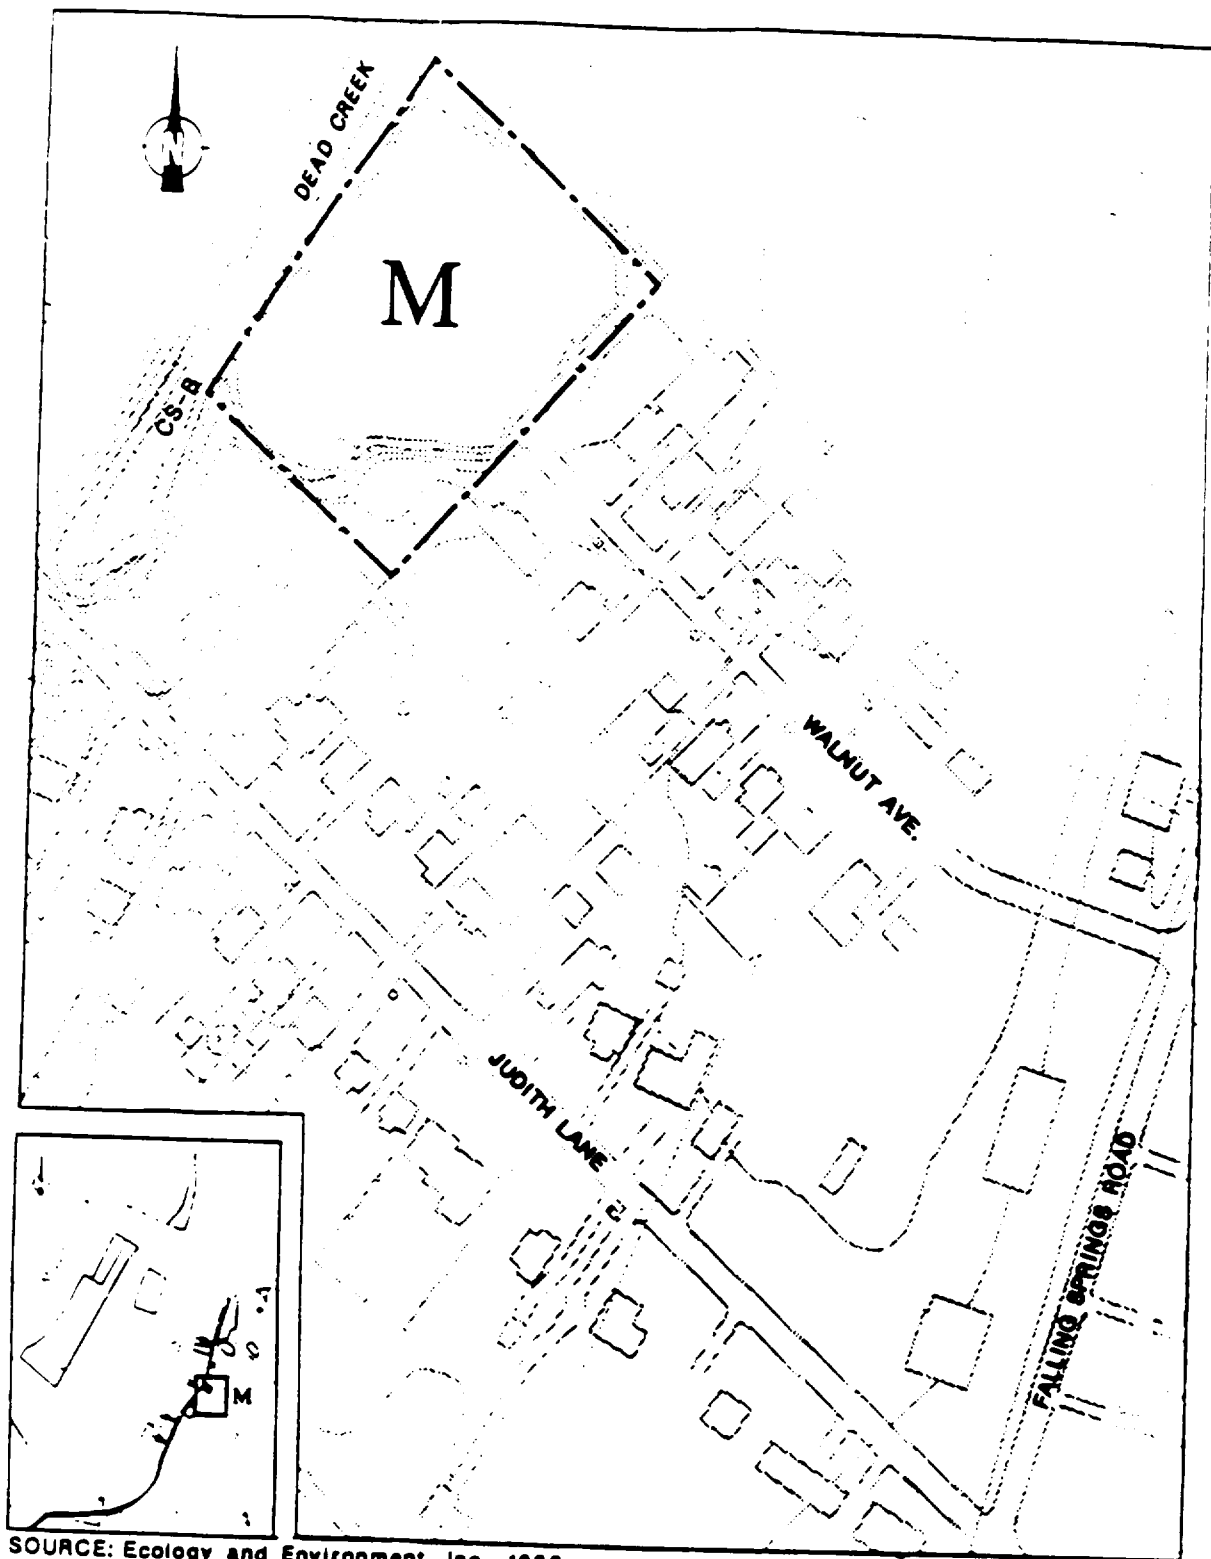 N
DEAD CREEK
M
CS-B
WALNUT AVE.
JUDITH LANE
FALLING SPRINGS ROAD
M
SOURCE: Ecology and Environment, Inc.